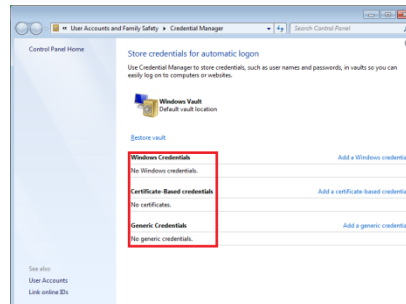 « User Accounts and Family Safety ▸ Credential Manager
Search Control Panel
Control Panel Home
Store credentials for automatic logon
Use Credential Manager to store credentials, such as user names and passwords, in vaults so you can
easily log on to computers or websites.
Windows Vault
Default vault location
Restore vault
Windows Credentials
Add a Windows credentia
No Windows credentials.
Certificate-Based credentials
Add a certificate-based credentia
No certificates.
Generic Credentials
Add a generic credentia
No generic credentials.
See also
User Accounts
Link online IDs